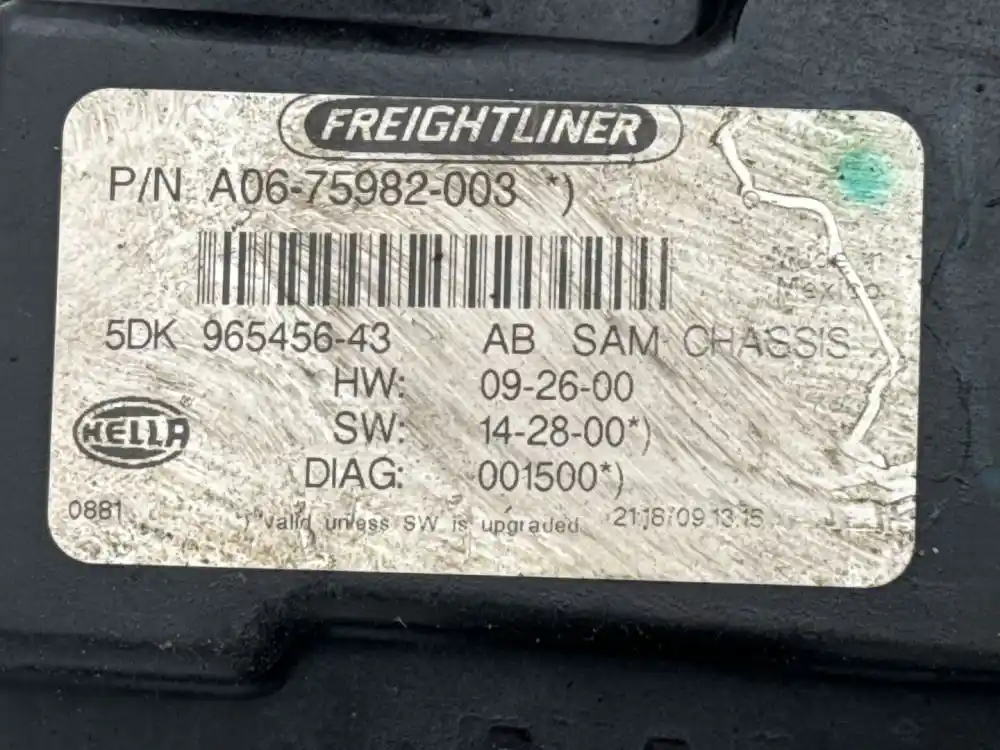 FREIGHTLINER
P/N A06-75982-003 *)
Mexico
5DK 965456-43 AB SAM CHASSIS
HW: 09-26-00
SW: 14-28-00*)
HELLA
DIAG: 001500*)
0881
*) valid unless SW is upgraded